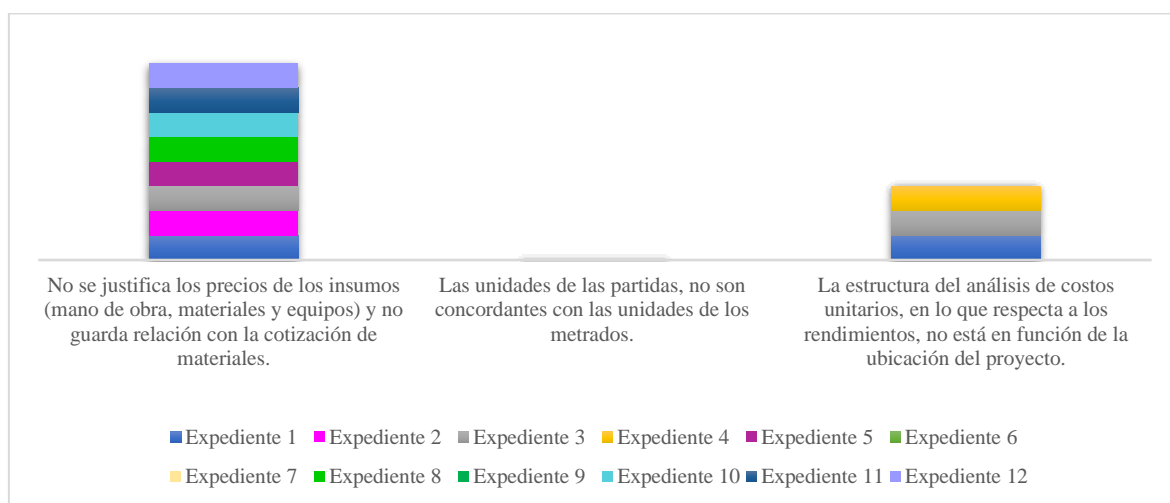 No se justifica los precios de los insumos
(mano de obra, materiales y equipos) y no
guarda relación con la cotización de
materiales.
Las unidades de las partidas, no son
concordantes con las unidades de los
metrados.
La estructura del análisis de costos
unitarios, en lo que respecta a los
rendimientos, no está en función de la
ubicación del proyecto.
Expediente 1 Expediente 2 Expediente 3 Expediente 4 Expediente 5 Expediente 6
Expediente 7 Expediente 8 Expediente 9 Expediente 10 Expediente 11 Expediente 12